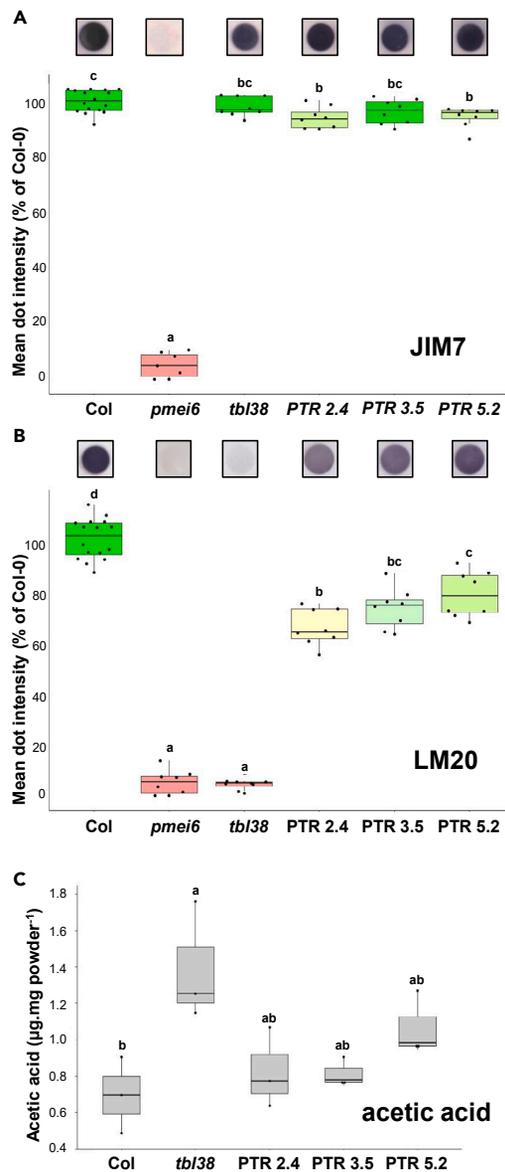 A
Mean dot intensity (% of Col-0)
100
80
60
40
20
0
c
a
bc
b
bc
b
JIM7
Col
pmei6
tbl38
PTR 2.4
PTR 3.5
PTR 5.2
B
Mean dot intensity (% of Col-0)
100
80
60
40
20
0
d
a
a
b
bc
c
LM20
Col
pmei6
tbl38
PTR 2.4
PTR 3.5
PTR 5.2
C
Acetic acid (µg.mg powder⁻¹)
1.8
1.6
1.4
1.2
1.0
0.8
0.6
0.4
b
a
ab
ab
ab
acetic acid
Col
tbl38
PTR 2.4
PTR 3.5
PTR 5.2